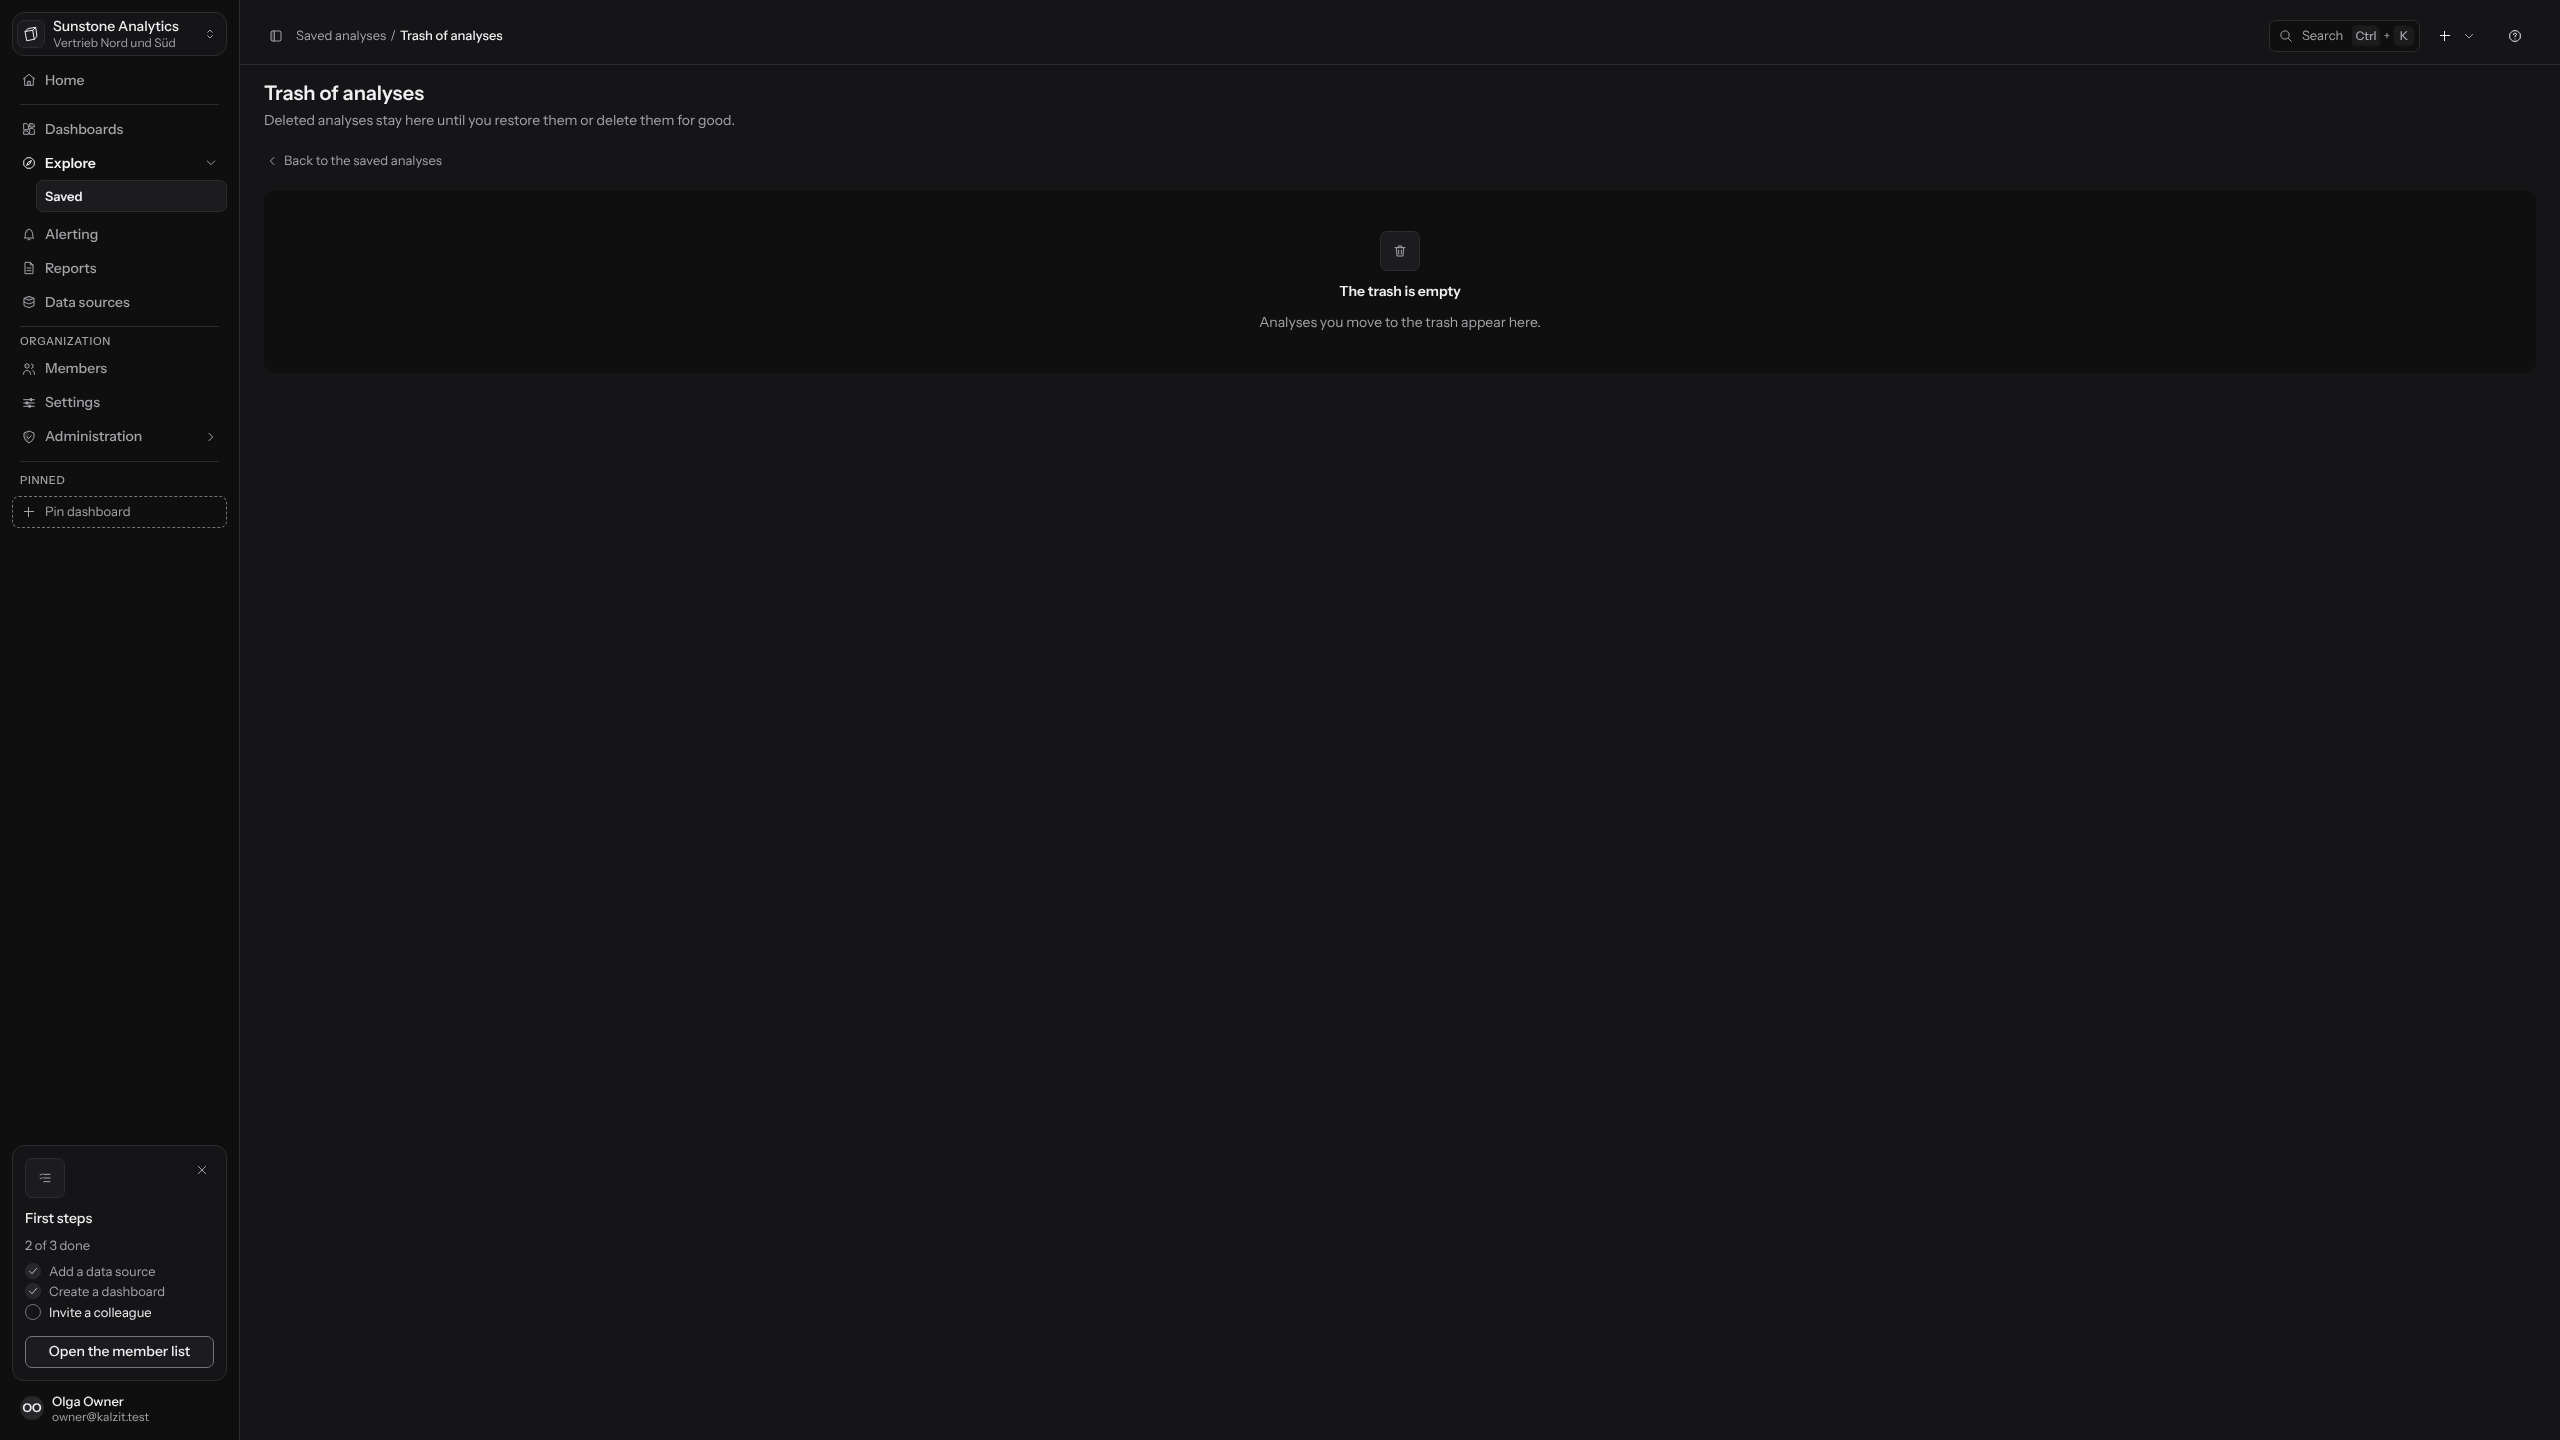 Sunstone Analytics
Vertrieb Nord und Süd
Home
Dashboards
Explore
Saved
Alerting
Reports
Data sources
ORGANIZATION
Members
Settings
Administration
PINNED
Pin dashboard
First steps
2 of 3 done
Add a data source
Create a dashboard
Invite a colleague
Open the member list
OO
Olga Owner
owner@kalzit.test
Saved analyses / Trash of analyses
Search Ctrl + K
Trash of analyses
Deleted analyses stay here until you restore them or delete them for good.
Back to the saved analyses
The trash is empty
Analyses you move to the trash appear here.